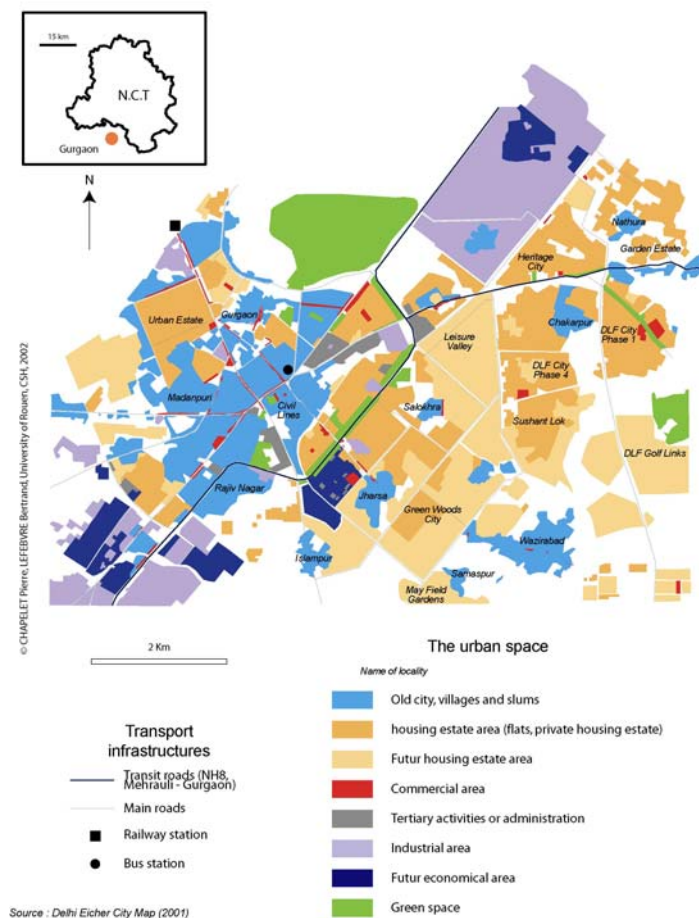 15 km
N.C.T
Gurgaon
N
Nathura
Garden Estate
Heritage
City
Gurgaon
Urban Estate
Leisure
Valley
Chakarpur
DLF City
Phase 1
DLF City
Phase 4
Madanpuri
Civil
Lines
Salokhra
Sushant Lok
DLF Golf Links
Rajiv Nagar
Jharsa
Green Woods
City
Wazirabad
Islampur
Samaspur
May Field
Gardens
© CHAPELET Pierre, LEFEBVRE Bertrand, University of Rouen, CSH, 2002
2 Km
The urban space
Name of locality
Old city, villages and slums
housing estate area (flats, private housing estate)
Futur housing estate area
Commercial area
Tertiary activities or administration
Industrial area
Futur economical area
Green space
Transport
infrastructures
Transit roads (NH8,
Mehrauli - Gurgaon)
Main roads
Railway station
Bus station
Source : Delhi Eicher City Map (2001)